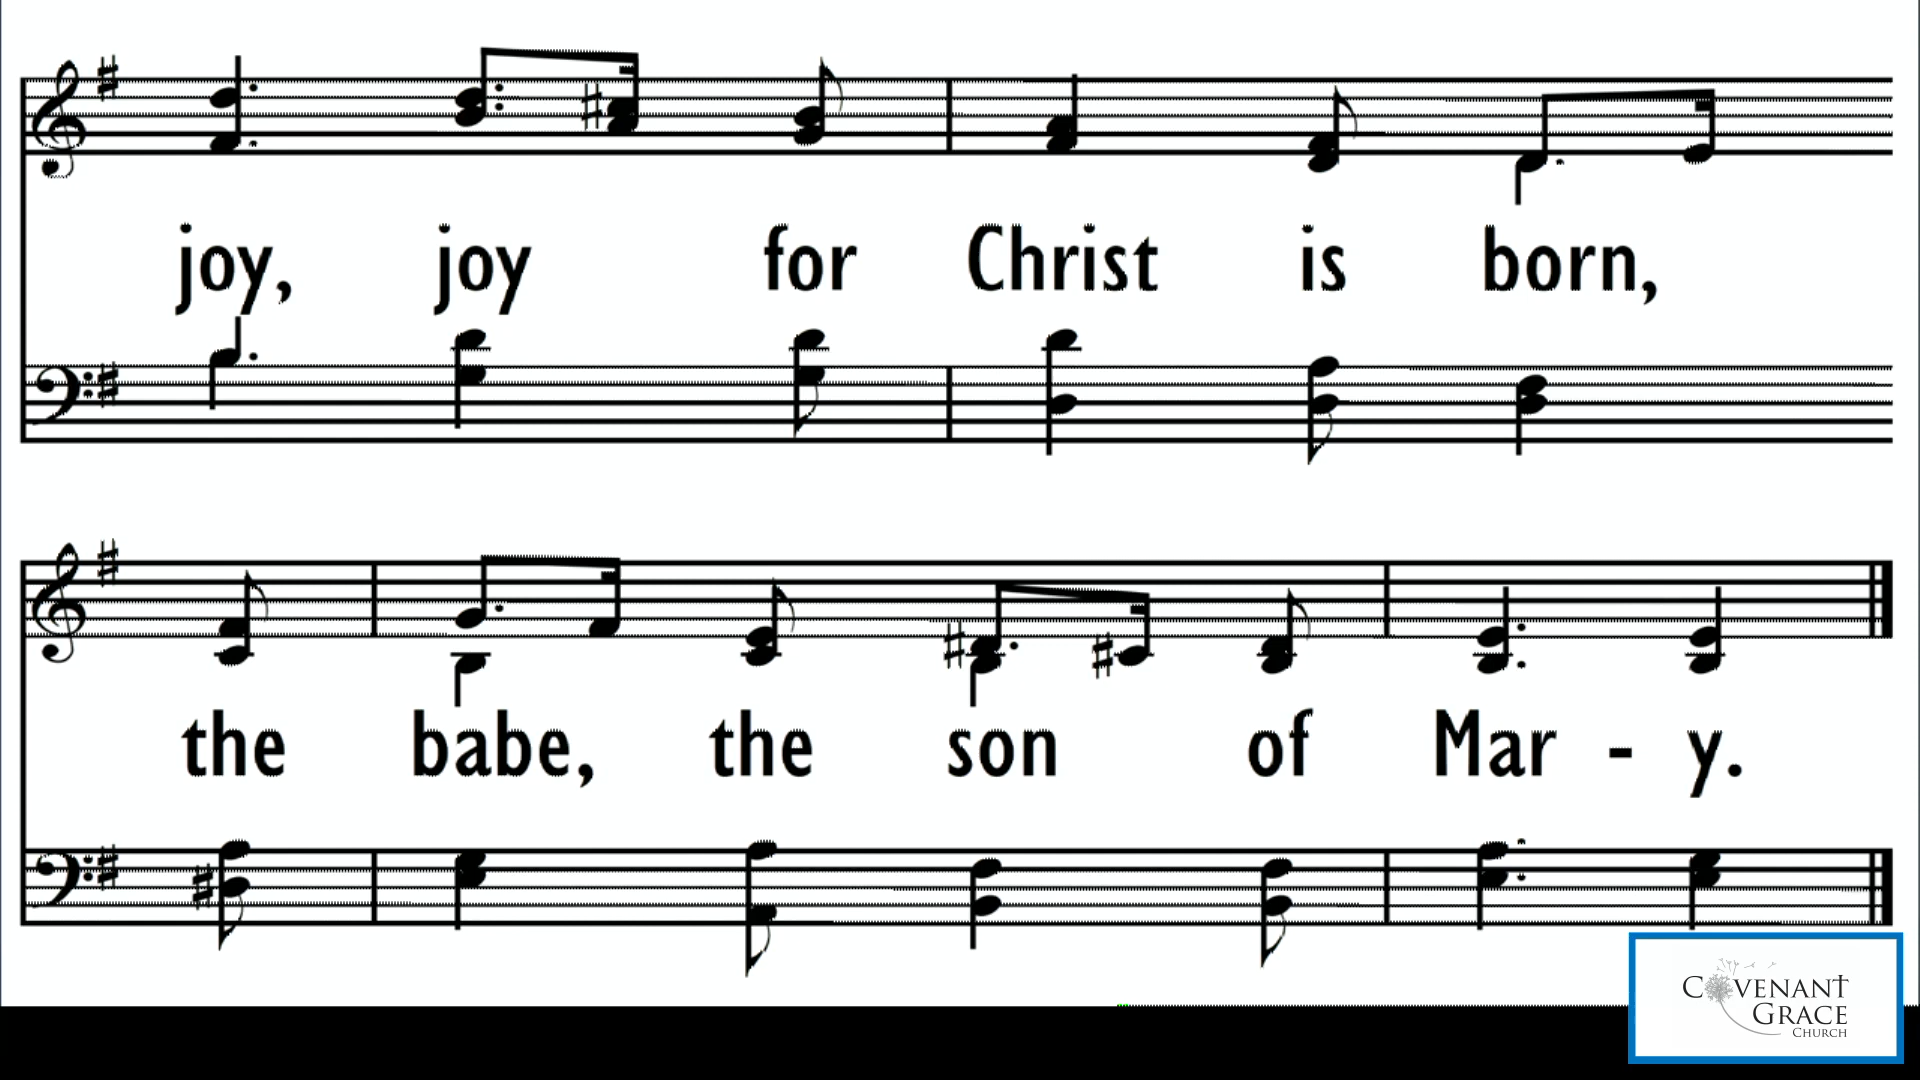 joy, joy for Christ is born,
the babe, the son of Mar - y.
COVENANT
GRACE
CHURCH